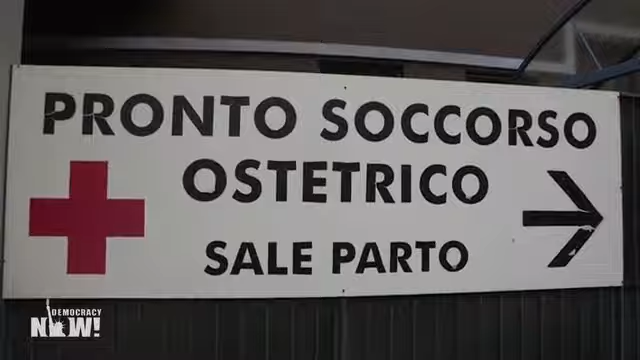 PRONTO SOCCORSO
OSTETRICO
SALE PARTO
DEMOCRACY
NOW!